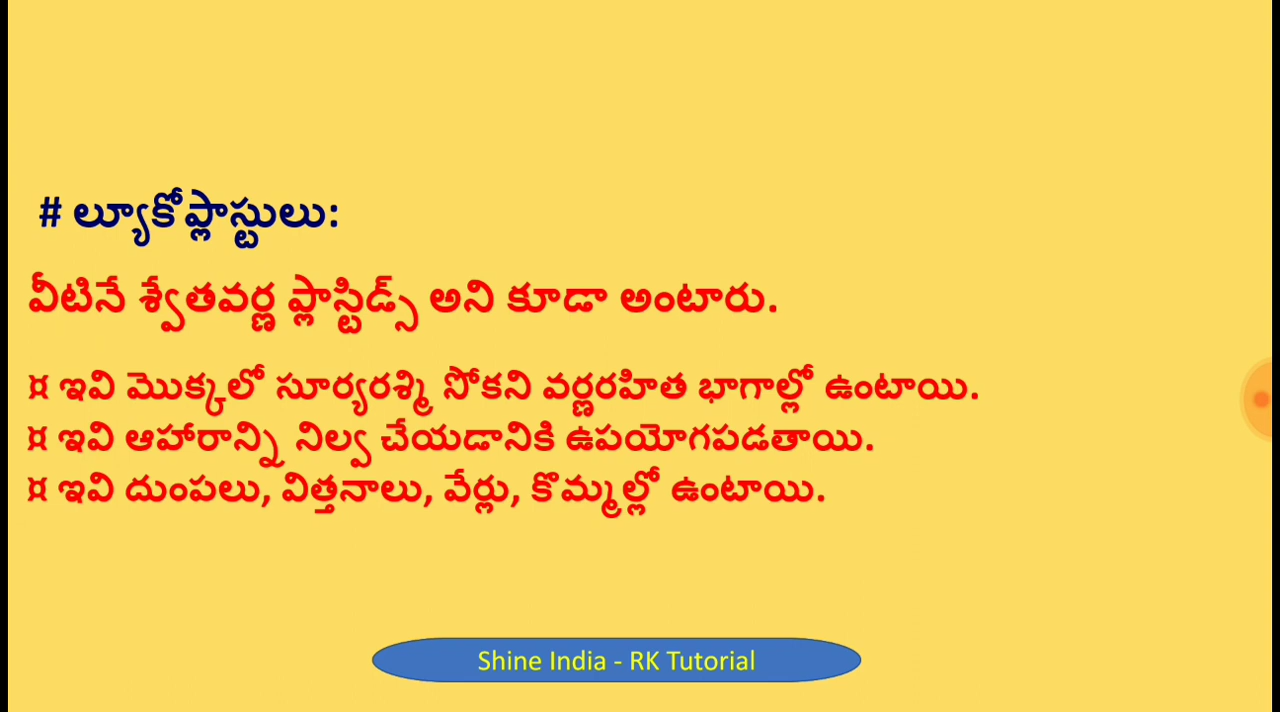 # ల్యూకోప్లాస్టులు:
వీటినే శ్వేతవర్ణ ప్లాస్టిడ్స్ అని కూడా అంటారు.
¤ ఇవి మొక్కలో సూర్యరశ్మి సోకని వర్ణరహిత భాగాల్లో ఉంటాయి.
¤ ఇవి ఆహారాన్ని నిల్వ చేయడానికి ఉపయోగపడతాయి.
¤ ఇవి దుంపలు, విత్తనాలు, వేర్లు, కొమ్మల్లో ఉంటాయి.
Shine India - RK Tutorial